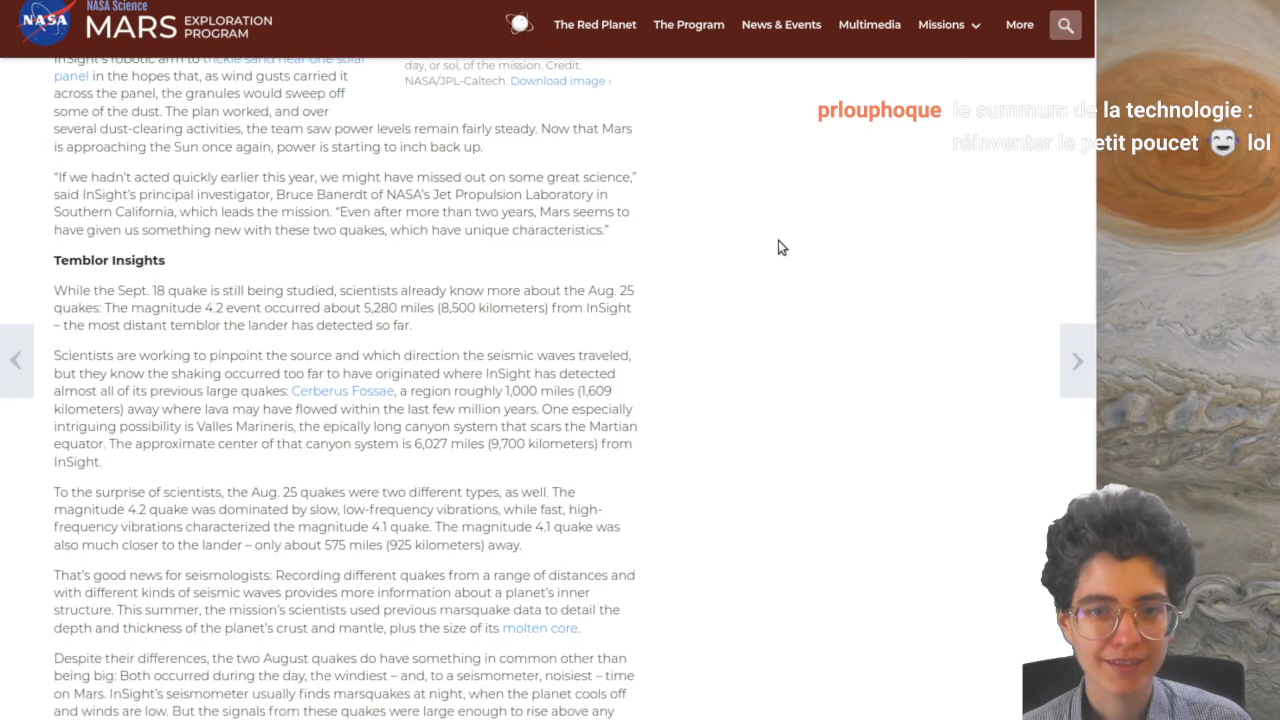 NASA
NASA Science
MARS EXPLORATION PROGRAM
The Red Planet
The Program
News & Events
Multimedia
Missions
More
InSight's robotic arm to trickle sand near one solar
panel in the hopes that, as wind gusts carried it
across the panel, the granules would sweep off
some of the dust. The plan worked, and over
several dust-clearing activities, the team saw power levels remain fairly steady. Now that Mars
is approaching the Sun once again, power is starting to inch back up.
day, or sol, of the mission. Credit:
NASA/JPL-Caltech. Download image ›
prlouphoque le summum de la technologie :
réinventer le petit poucet lol
“If we hadn’t acted quickly earlier this year, we might have missed out on some great science,”
said InSight’s principal investigator, Bruce Banerdt of NASA’s Jet Propulsion Laboratory in
Southern California, which leads the mission. “Even after more than two years, Mars seems to
have given us something new with these two quakes, which have unique characteristics.”
Temblor Insights
While the Sept. 18 quake is still being studied, scientists already know more about the Aug. 25
quakes: The magnitude 4.2 event occurred about 5,280 miles (8,500 kilometers) from InSight
– the most distant temblor the lander has detected so far.
Scientists are working to pinpoint the source and which direction the seismic waves traveled,
but they know the shaking occurred too far to have originated where InSight has detected
almost all of its previous large quakes: Cerberus Fossae, a region roughly 1,000 miles (1,609
kilometers) away where lava may have flowed within the last few million years. One especially
intriguing possibility is Valles Marineris, the epically long canyon system that scars the Martian
equator. The approximate center of that canyon system is 6,027 miles (9,700 kilometers) from
InSight.
To the surprise of scientists, the Aug. 25 quakes were two different types, as well. The
magnitude 4.2 quake was dominated by slow, low-frequency vibrations, while fast, high-
frequency vibrations characterized the magnitude 4.1 quake. The magnitude 4.1 quake was
also much closer to the lander – only about 575 miles (925 kilometers) away.
That’s good news for seismologists: Recording different quakes from a range of distances and
with different kinds of seismic waves provides more information about a planet’s inner
structure. This summer, the mission’s scientists used previous marsquake data to detail the
depth and thickness of the planet’s crust and mantle, plus the size of its molten core.
Despite their differences, the two August quakes do have something in common other than
being big: Both occurred during the day, the windiest – and, to a seismometer, noisiest – time
on Mars. InSight’s seismometer usually finds marsquakes at night, when the planet cools off
and winds are low. But the signals from these quakes were large enough to rise above any